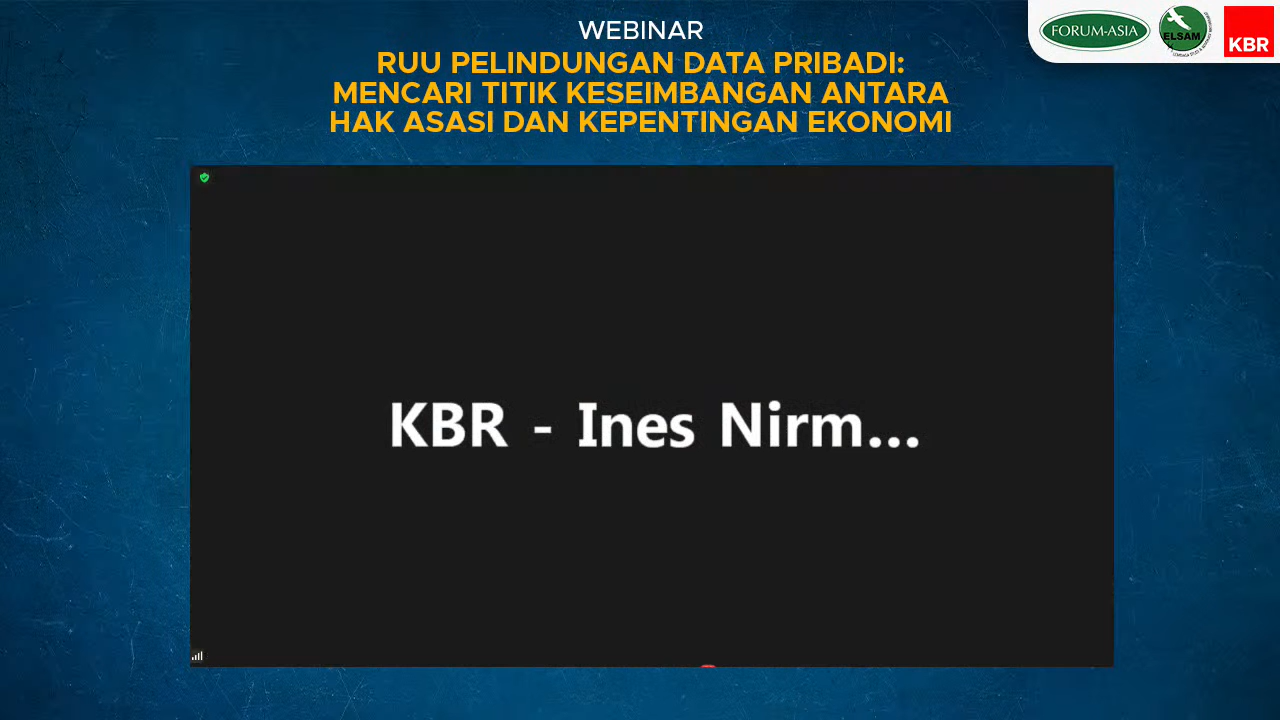 WEBINAR
RUU PELINDUNGAN DATA PRIBADI:
MENCARI TITIK KESEIMBANGAN ANTARA
HAK ASASI DAN KEPENTINGAN EKONOMI
FORUM-ASIA
ELSAM
KBR
KBR - Ines Nirm...